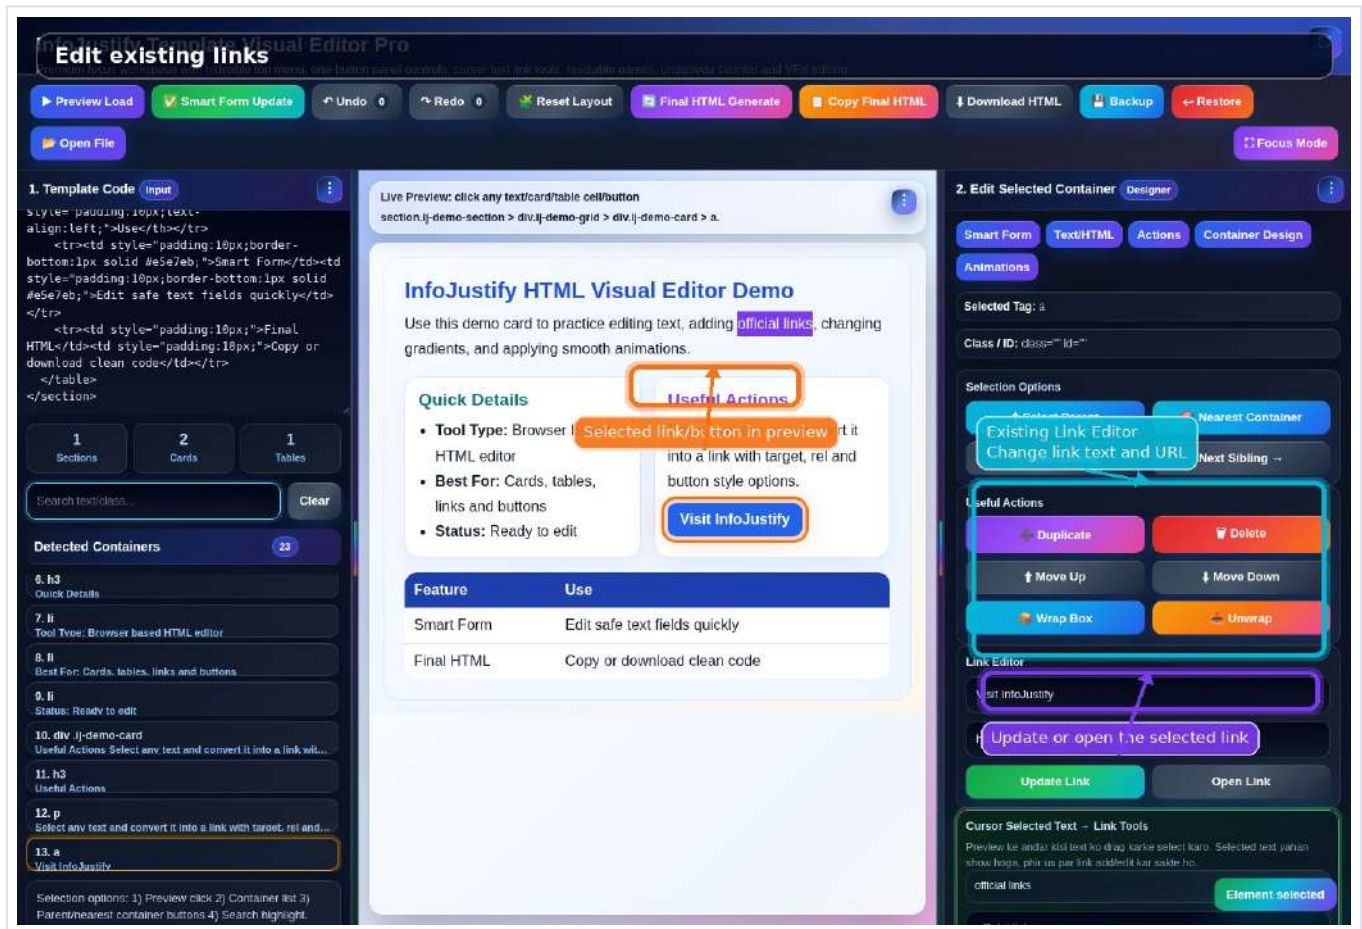 InfoJustify Template Visual Editor Pro
Edit existing links
▶ Preview Load
✅ Smart Form Update
↶ Undo 0
↷ Redo 0
🧩 Reset Layout
🔄 Final HTML Generate
📋 Copy Final HTML
⬇ Download HTML
💾 Backup
↩ Restore
📂 Open File
⛶ Focus Mode
1. Template Code Input
style="padding:10px;text-
align:left;">Use</th></tr>
<tr><td style="padding:10px;border-
bottom:1px solid #e5e7eb;">Smart Form</td><td
style="padding:10px;border-bottom:1px solid
#e5e7eb;">Edit safe text fields quickly</td>
</tr>
<tr><td style="padding:10px;">Final
HTML</td><td style="padding:10px;">Copy or
download clean code</td></tr>
</table>
</section>
1
Sections
2
Cards
1
Tables
Search text/class...
Clear
Detected Containers 23
6. h3
Quick Details
7. li
Tool Type: Browser based HTML editor
8. li
Best For: Cards, tables, links and buttons
9. li
Status: Ready to edit
10. div .ij-demo-card
Useful Actions Select any text and convert it into a link wit...
11. h3
Useful Actions
12. p
Select any text and convert it into a link with target, rel and...
13. a
Visit InfoJustify
Selection options: 1) Preview click 2) Container list 3)
Parent/nearest container buttons 4) Search highlight.
Live Preview: click any text/card/table cell/button
section.ij-demo-section > div.ij-demo-grid > div.ij-demo-card > a.
InfoJustify HTML Visual Editor Demo
Use this demo card to practice editing text, adding official links, changing
gradients, and applying smooth animations.
Quick Details
• Tool Type: Browser
HTML editor
• Best For: Cards, tables,
links and buttons
• Status: Ready to edit
Useful Actions
Selected link/button in preview
into a link with target, rel and
button style options.
Visit InfoJustify
Feature Use
Smart Form Edit safe text fields quickly
Final HTML Copy or download clean code
2. Edit Selected Container Designer
Smart Form
Text/HTML
Actions
Container Design
Animations
Selected Tag: a
Class / ID: class="" id=""
Selection Options
Nearest Container
Existing Link Editor
Change link text and URL
Next Sibling →
Useful Actions
➕ Duplicate
🗑 Delete
⬆ Move Up
⬇ Move Down
📦 Wrap Box
📤 Unwrap
Link Editor
Visit InfoJustify
Update or open the selected link
Update Link
Open Link
Cursor Selected Text → Link Tools
Preview ke andar kisi text ko drag karke select karo. Selected text yahan
show hoga, phir us par link add/edit kar sakte ho.
official links
Element selected